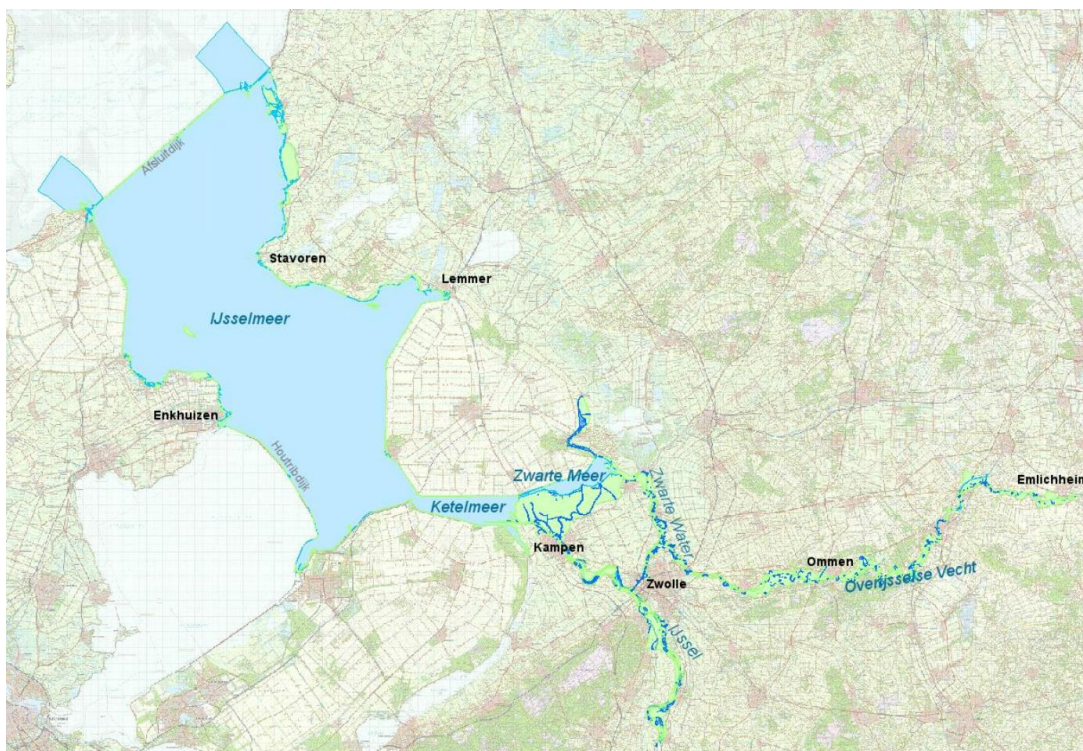 Afsluitdijk
Stavoren
Lemmer
IJsselmeer
Enkhuizen
Houtribdijk
Zwarte Meer
Ketelmeer
Zwarte Water
Emlichheim
Kampen
Ommen
Zwolle
Overijsselse Vecht
IJssel